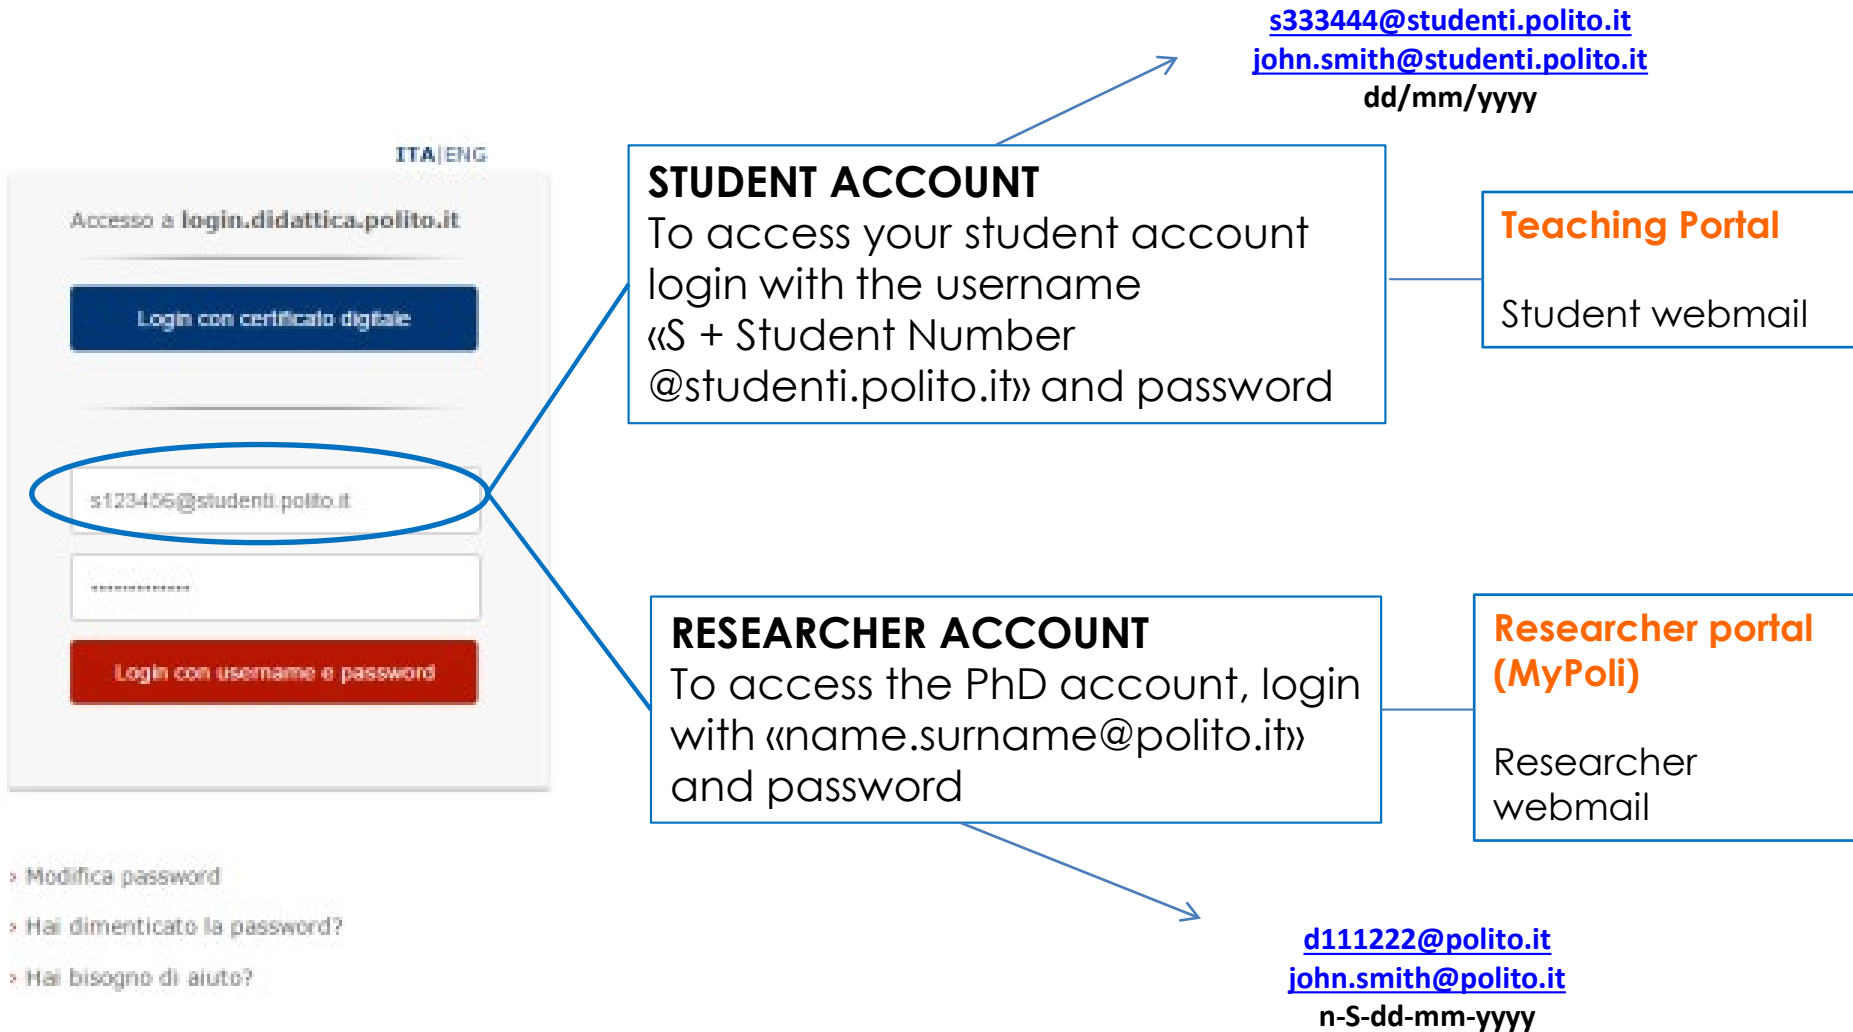 s333444@studenti.polito.it
john.smith@studenti.polito.it
dd/mm/yyyy
ITA|ENG
Accesso a login.didattica.polito.it
Login con certificato digitale
s123456@studenti.polito.it
•••••••••••••
Login con username e password
> Modifica password
> Hai dimenticato la password?
> Hai bisogno di aiuto?
STUDENT ACCOUNT
To access your student account
login with the username
«S + Student Number
@studenti.polito.it» and password
Teaching Portal
Student webmail
RESEARCHER ACCOUNT
To access the PhD account, login
with «name.surname@polito.it»
and password
Researcher portal
(MyPoli)
Researcher
webmail
d111222@polito.it
john.smith@polito.it
n-S-dd-mm-yyyy